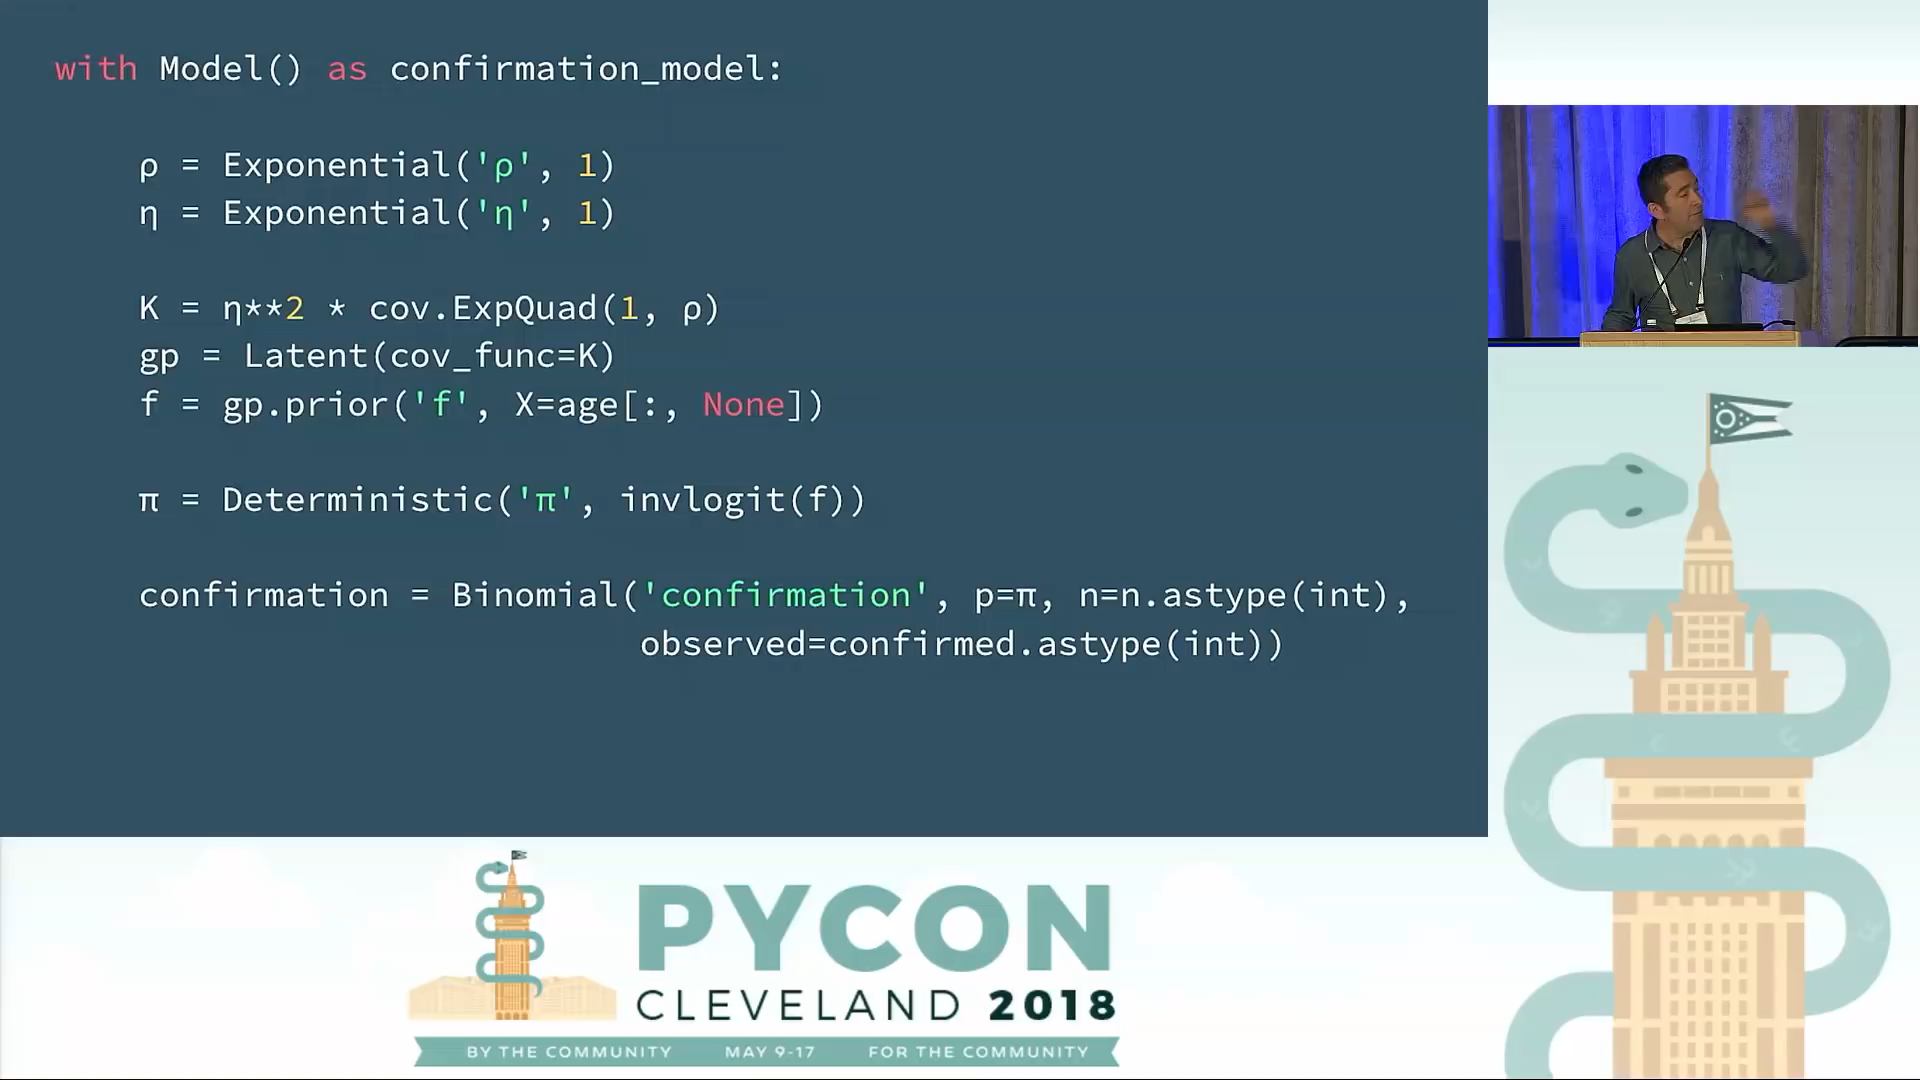 with Model() as confirmation_model:
ρ = Exponential('ρ', 1)
η = Exponential('η', 1)
K = η**2 * cov.ExpQuad(1, ρ)
gp = Latent(cov_func=K)
f = gp.prior('f', X=age[:, None])
π = Deterministic('π', invlogit(f))
confirmation = Binomial('confirmation', p=π, n=n.astype(int),
observed=confirmed.astype(int))
PYCON
CLEVELAND 2018
BY THE COMMUNITY MAY 9-17 FOR THE COMMUNITY